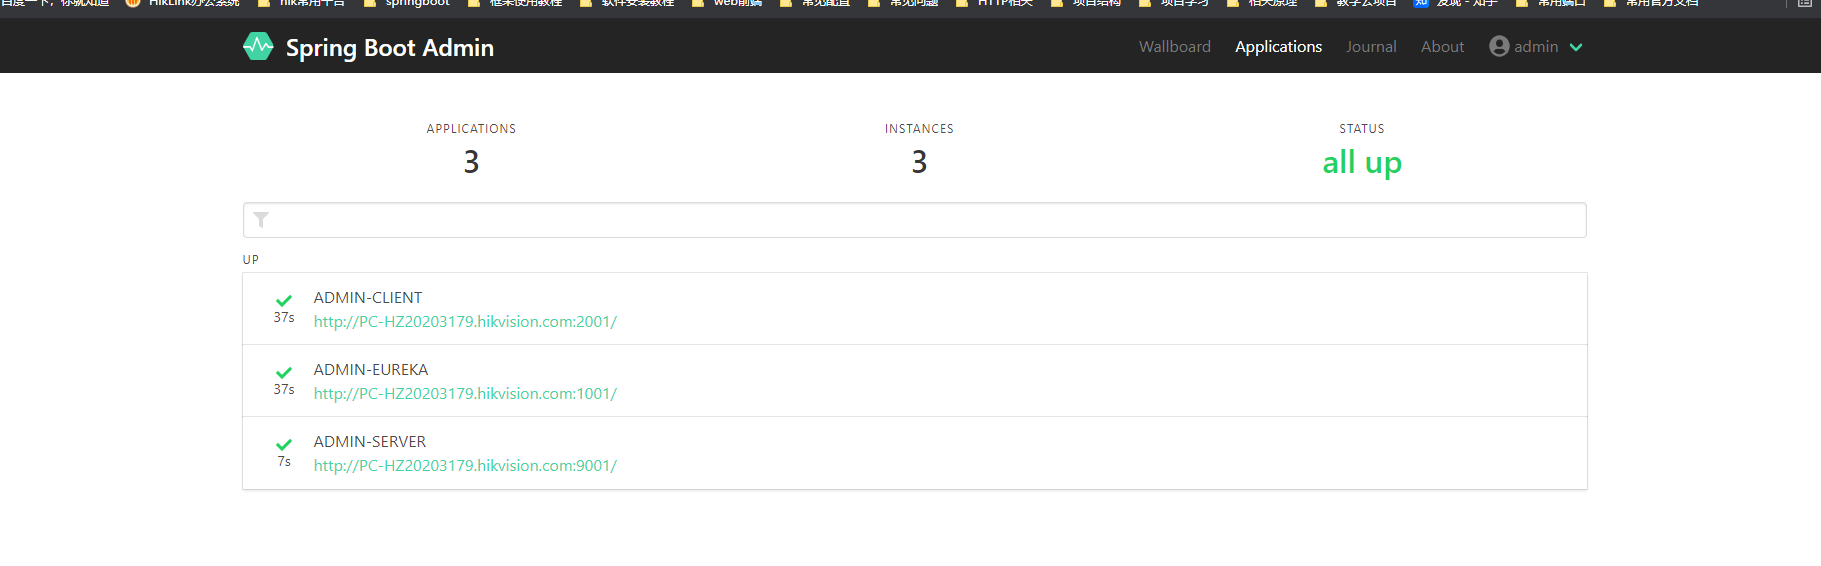 百度一下，你就知道 HikLink办公系统 hik常用平台 springboot 框架使用教程 软件安装教程 web前端 常见配置 常见问题 HTTP相关 项目结构 项目学习 相关原理 教学云项目 知 发现 - 知乎 常用端口 常用官方文档
Spring Boot Admin Wallboard Applications Journal About admin
APPLICATIONS INSTANCES STATUS
3 3 all up
UP
ADMIN-CLIENT
37s
http://PC-HZ20203179.hikvision.com:2001/
ADMIN-EUREKA
37s
http://PC-HZ20203179.hikvision.com:1001/
ADMIN-SERVER
7s
http://PC-HZ20203179.hikvision.com:9001/